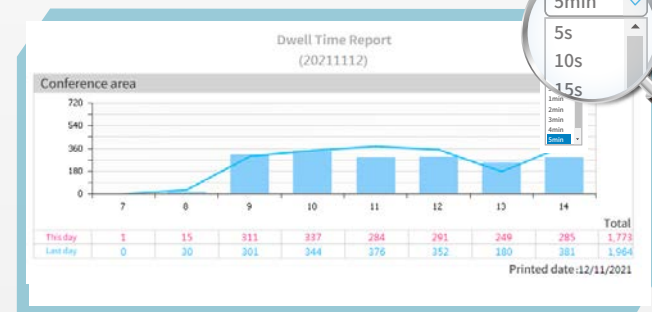 5min
5s
10s
15s
1min
2min
3min
4min
5min
Dwell Time Report
(20211112)
Conference area
720
540
360
180
0
7 8 9 10 11 12 13 14
Total
This day 1 15 311 337 284 291 249 285 1,773
Last day 0 30 301 344 376 352 180 381 1,964
Printed date:12/11/2021